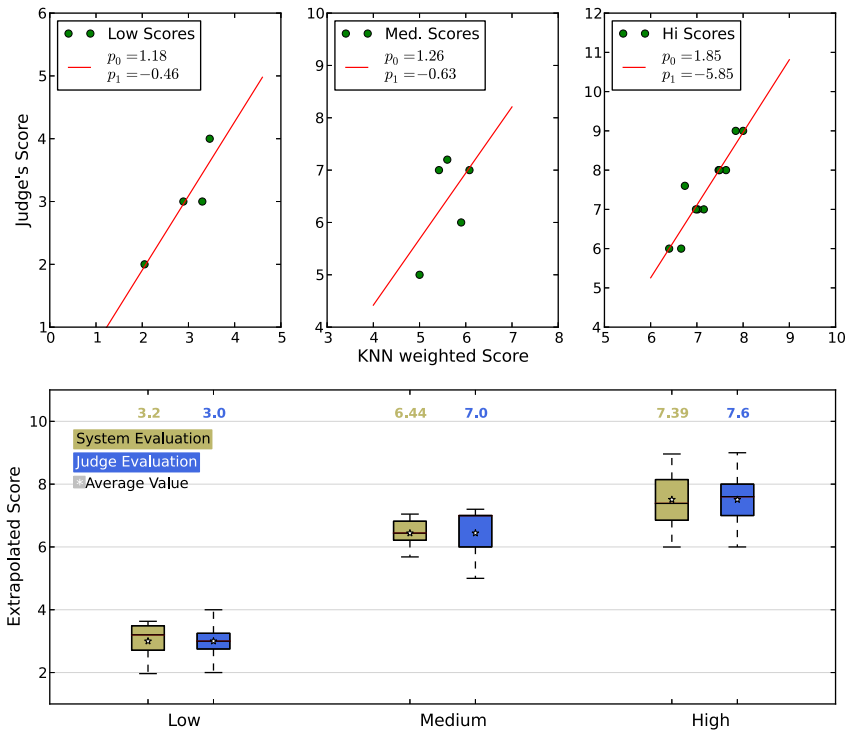 Low Scores
p0 =1.18
p1 =−0.46
Med. Scores
p0 =1.26
p1 =−0.63
Hi Scores
p0 =1.85
p1 =−5.85
Judge's Score
6
5
4
3
2
1
0 1 2 3 4 5
10
9
8
7
6
5
4
3 4 5 6 7 8
12
11
10
9
8
7
6
5
4
5 6 7 8 9 10
KNN weighted Score
Extrapolated Score
10
8
6
4
2
3.2 3.0 6.44 7.0 7.39 7.6
System Evaluation
Judge Evaluation
Average Value
Low Medium High